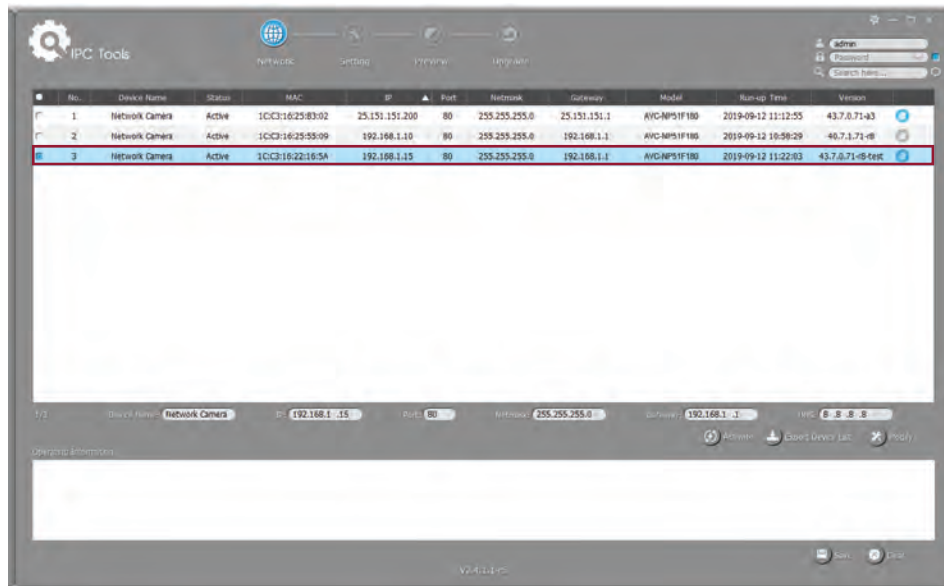 IPC Tools
Network Setting Preview Upgrade
admin
Password
Search here...
No. Device Name Status MAC IP Port Netmask Gateway Model Run-up Time Version
1 Network Camera Active 1C:C3:16:25:B3:02 25.151.151.200 80 255.255.255.0 25.151.151.1 AVC-NP51F180 2019-09-12 11:12:55 43.7.0.71-a3
2 Network Camera Active 1C:C3:16:25:55:09 192.168.1.10 80 255.255.255.0 192.168.1.1 AVC-NP51F180 2019-09-12 10:58:29 40.7.1.71-r8
3 Network Camera Active 1C:C3:16:22:16:5A 192.168.1.15 80 255.255.255.0 192.168.1.1 AVC-NP51F180 2019-09-12 11:22:03 43.7.0.71-r8-test
Device Name: Network Camera IP: 192.168.1 .15 Port: 80 Netmask: 255.255.255.0 Gateway: 192.168.1 .1 DNS: 8 .8 .8 .8
Activate Export Device List Modify
Operating Information
Save Clear